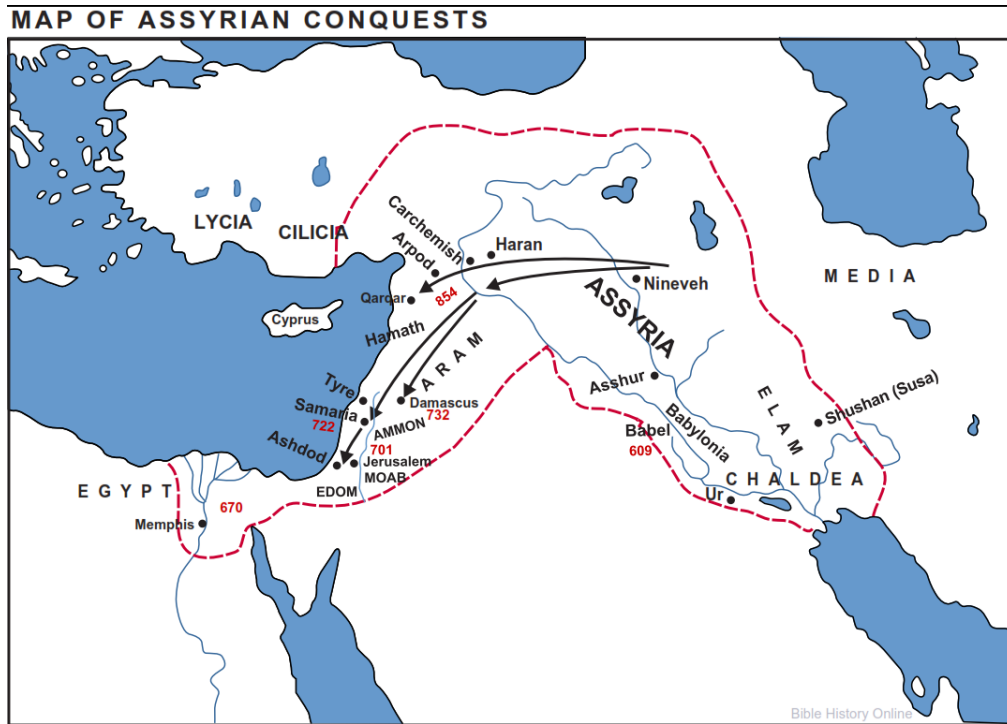 MAP OF ASSYRIAN CONQUESTS
LYCIA
CILICIA
Carchemish
Arpod
Haran
Nineveh
MEDIA
Qarqar
854
Cyprus
Hamath
ASSYRIA
ARAM
Asshur
Tyre
Damascus
732
Samaria
722
AMMON
701
ELAM
Shushan (Susa)
Babel
609
Babylonia
Ashdod
Jerusalem
MOAB
EDOM
CHALDEA
Ur
EGYPT
670
Memphis
Bible History Online